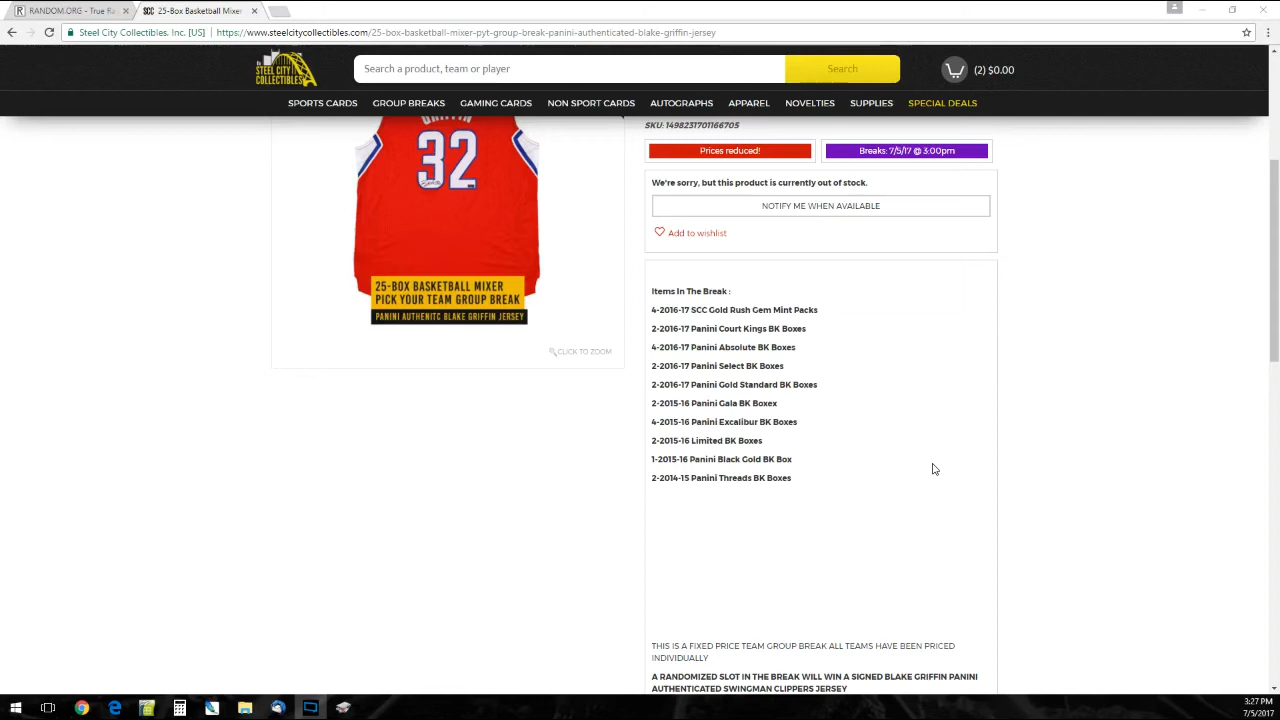 RANDOM.ORG - True Ra
25-Box Basketball Mixer
Steel City Collectibles. Inc. [US]
https://www.steelcitycollectibles.com/25-box-basketball-mixer-pyt-group-break-panini-authenticated-blake-griffin-jersey
STEEL CITY
COLLECTIBLES
Search a product, team or player
Search
(2) $0.00
SPORTS CARDS GROUP BREAKS GAMING CARDS NON SPORT CARDS AUTOGRAPHS APPAREL NOVELTIES SUPPLIES SPECIAL DEALS
GRIFFIN
32
25-BOX BASKETBALL MIXER
PICK YOUR TEAM GROUP BREAK
PANINI AUTHENITC BLAKE GRIFFIN JERSEY
CLICK TO ZOOM
SKU: 1498231701166705
Prices reduced!
Breaks: 7/5/17 @ 3:00pm
We're sorry, but this product is currently out of stock.
NOTIFY ME WHEN AVAILABLE
Add to wishlist
Items In The Break :
4-2016-17 SCC Gold Rush Gem Mint Packs
2-2016-17 Panini Court Kings BK Boxes
4-2016-17 Panini Absolute BK Boxes
2-2016-17 Panini Select BK Boxes
2-2016-17 Panini Gold Standard BK Boxes
2-2015-16 Panini Gala BK Boxex
4-2015-16 Panini Excalibur BK Boxes
2-2015-16 Limited BK Boxes
1-2015-16 Panini Black Gold BK Box
2-2014-15 Panini Threads BK Boxes
THIS IS A FIXED PRICE TEAM GROUP BREAK ALL TEAMS HAVE BEEN PRICED
INDIVIDUALLY
A RANDOMIZED SLOT IN THE BREAK WILL WIN A SIGNED BLAKE GRIFFIN PANINI
AUTHENTICATED SWINGMAN CLIPPERS JERSEY
3:27 PM
7/5/2017